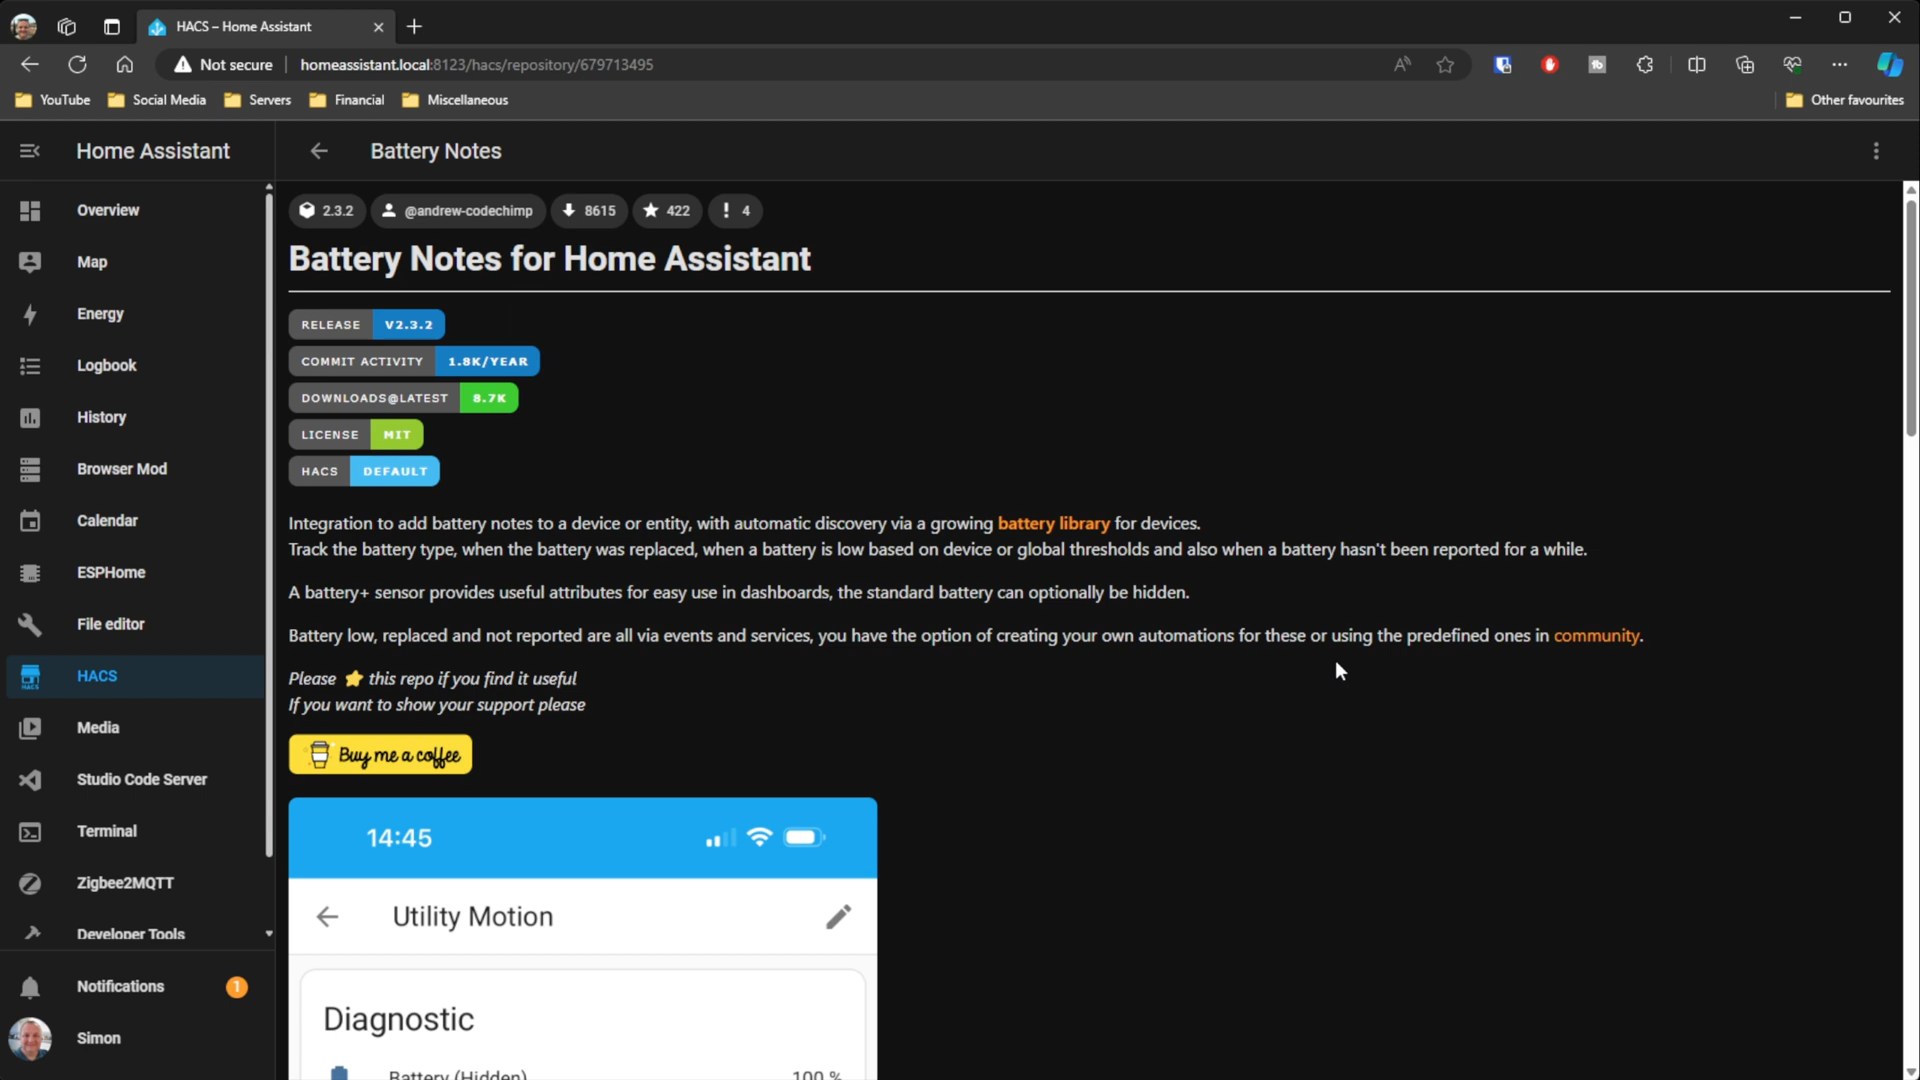 HACS – Home Assistant
Not secure
homeassistant.local:8123/hacs/repository/679713495
YouTube
Social Media
Servers
Financial
Miscellaneous
Other favourites
Home Assistant
Battery Notes
Overview
Map
Energy
Logbook
History
Browser Mod
Calendar
ESPHome
File editor
HACS
Media
Studio Code Server
Terminal
Zigbee2MQTT
Developer Tools
Notifications 1
Simon
2.3.2 @andrew-codechimp 8615 422 4
Battery Notes for Home Assistant
RELEASE V2.3.2
COMMIT ACTIVITY 1.8K/YEAR
DOWNLOADS@LATEST 8.7K
LICENSE MIT
HACS DEFAULT
Integration to add battery notes to a device or entity, with automatic discovery via a growing battery library for devices.
Track the battery type, when the battery was replaced, when a battery is low based on device or global thresholds and also when a battery hasn't been reported for a while.
A battery+ sensor provides useful attributes for easy use in dashboards, the standard battery can optionally be hidden.
Battery low, replaced and not reported are all via events and services, you have the option of creating your own automations for these or using the predefined ones in community.
Please ⭐ this repo if you find it useful
If you want to show your support please
Buy me a coffee
14:45
Utility Motion
Diagnostic
Battery (Hidden) 100 %